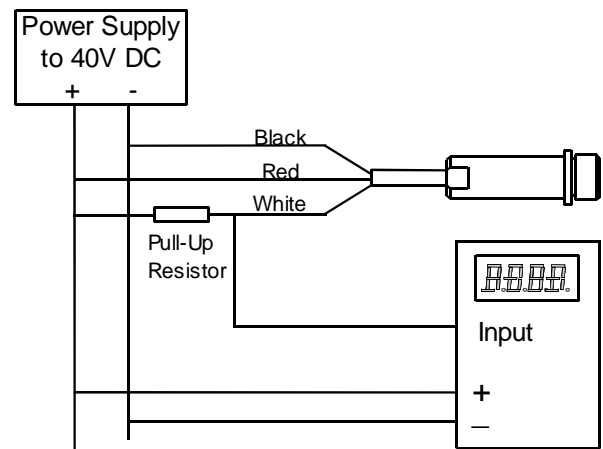 Power Supply
to 40V DC
+ -
Black
Red
White
Pull-Up
Resistor
Input
+
–